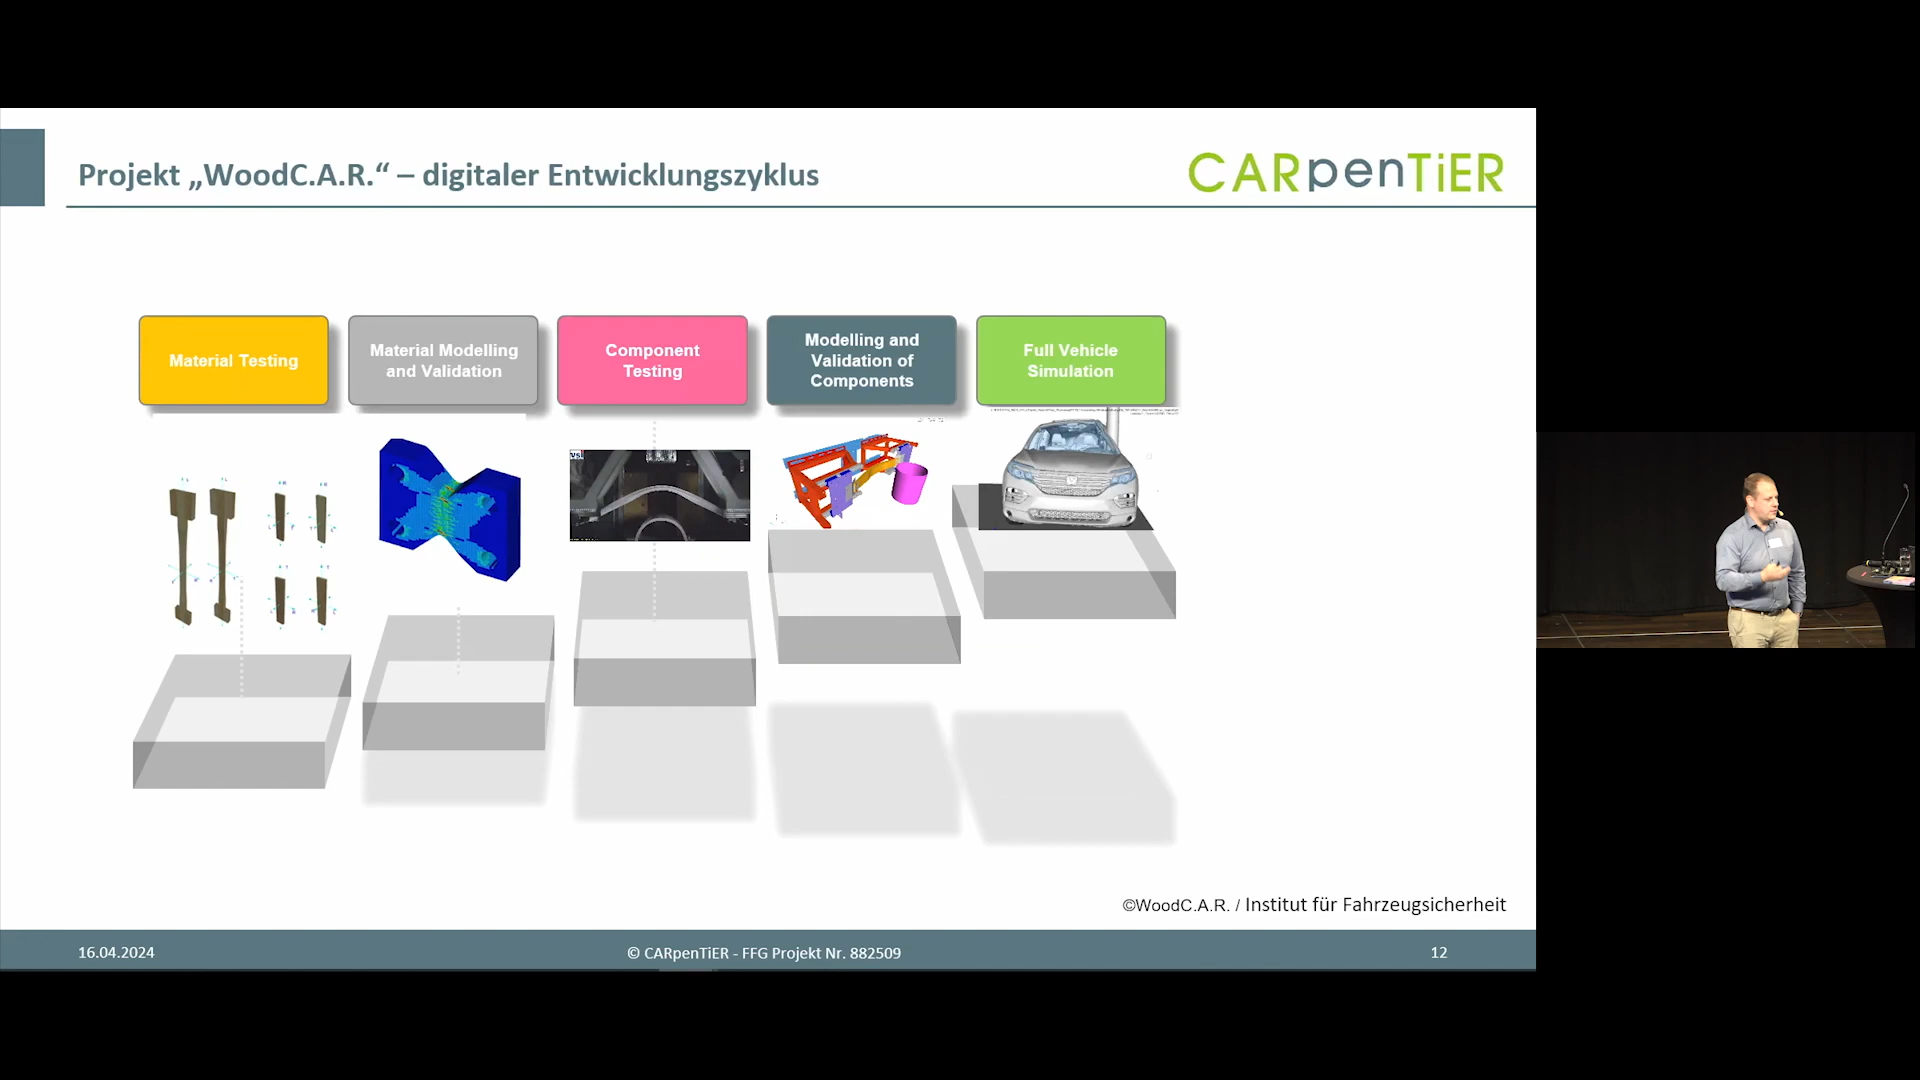 Projekt „WoodC.A.R.“ – digitaler Entwicklungszyklus
CARpenTiER
Material Testing
Material Modelling
and Validation
Component
Testing
Modelling and
Validation of
Components
Full Vehicle
Simulation
©WoodC.A.R. / Institut für Fahrzeugsicherheit
16.04.2024
© CARpenTiER - FFG Projekt Nr. 882509
12